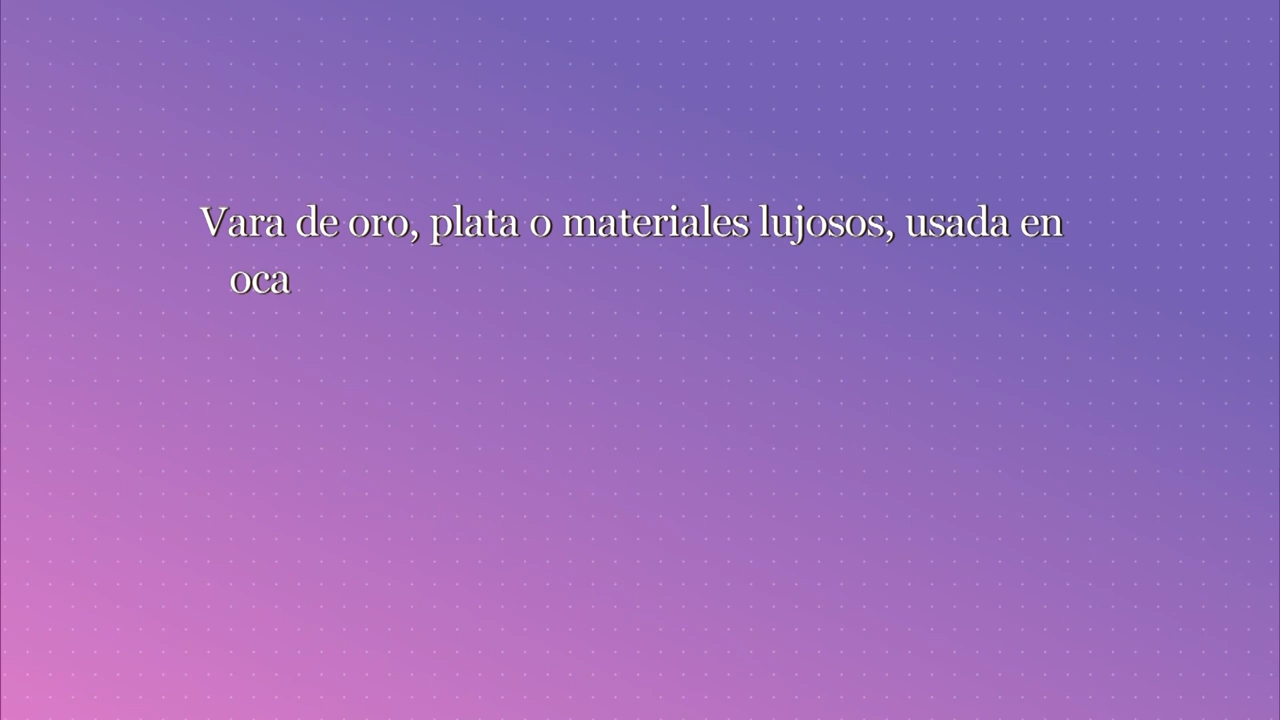 Vara de oro, plata o materiales lujosos, usada en
oca